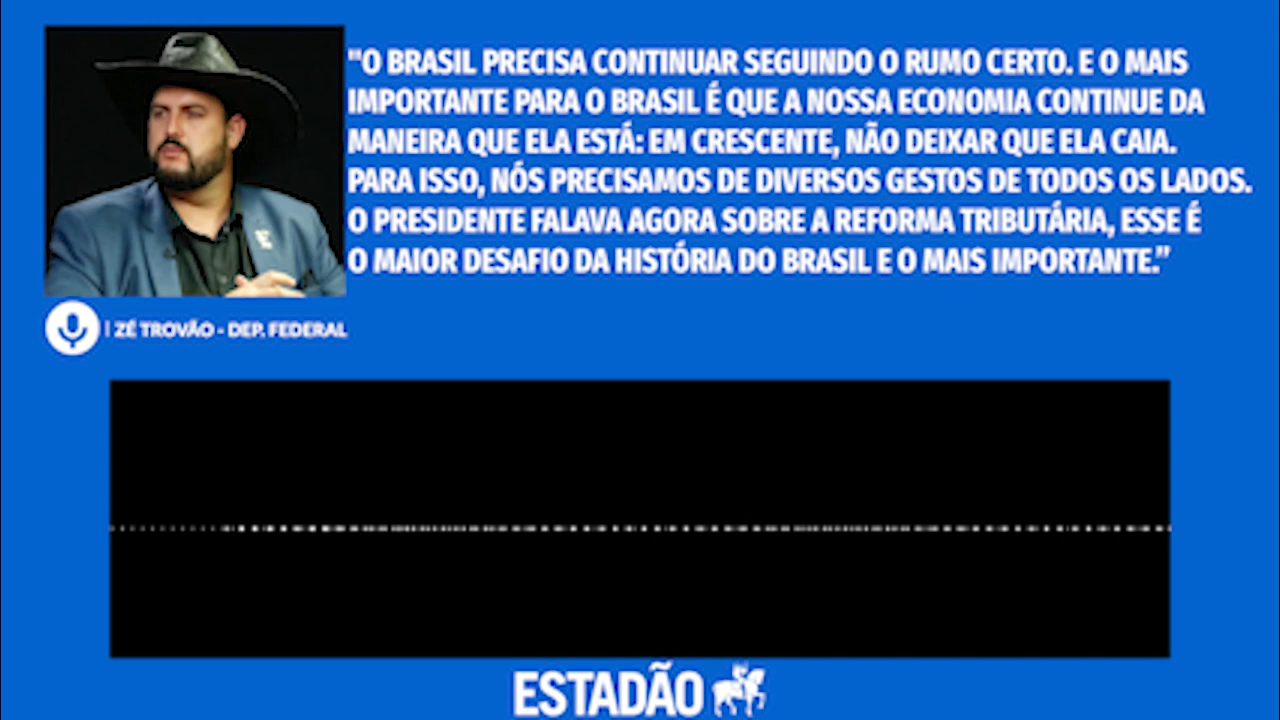 "O BRASIL PRECISA CONTINUAR SEGUINDO O RUMO CERTO. E O MAIS
IMPORTANTE PARA O BRASIL É QUE A NOSSA ECONOMIA CONTINUE DA
MANEIRA QUE ELA ESTÁ: EM CRESCENTE, NÃO DEIXAR QUE ELA CAIA.
PARA ISSO, NÓS PRECISAMOS DE DIVERSOS GESTOS DE TODOS OS LADOS.
O PRESIDENTE FALAVA AGORA SOBRE A REFORMA TRIBUTÁRIA, ESSE É
O MAIOR DESAFIO DA HISTÓRIA DO BRASIL E O MAIS IMPORTANTE.”
| ZÉ TROVÃO - DEP. FEDERAL
ESTADÃO